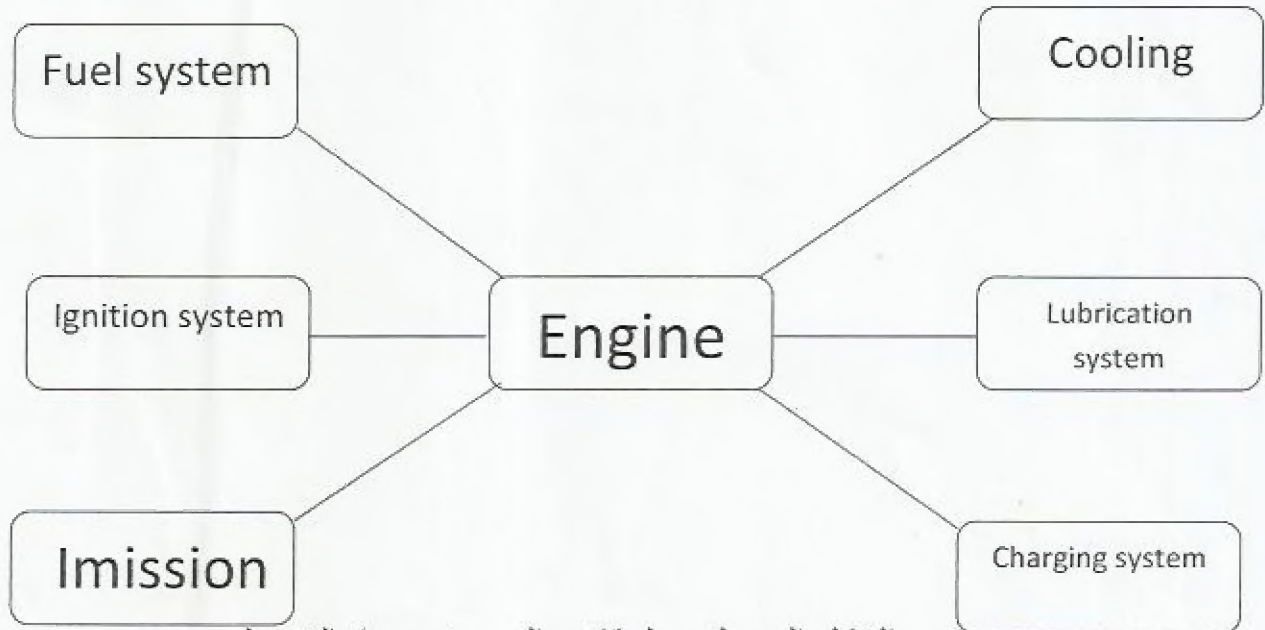 Fuel system
Cooling
Ignition system
Engine
Lubrication
system
Imission
Charging system